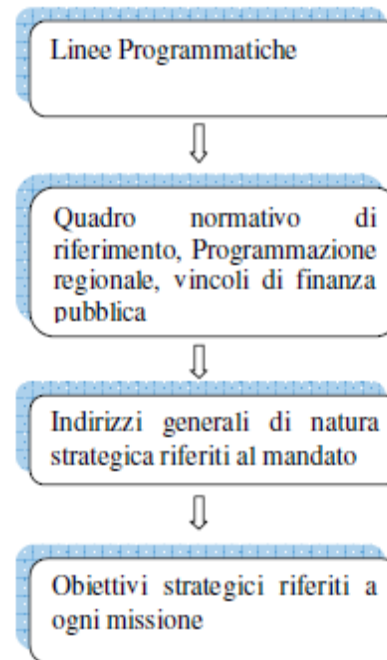 Linee Programmatiche
Quadro normativo di
riferimento, Programmazione
regionale, vincoli di finanza
pubblica
Indirizzi generali di natura
strategica riferiti al mandato
Obiettivi strategici riferiti a
ogni missione